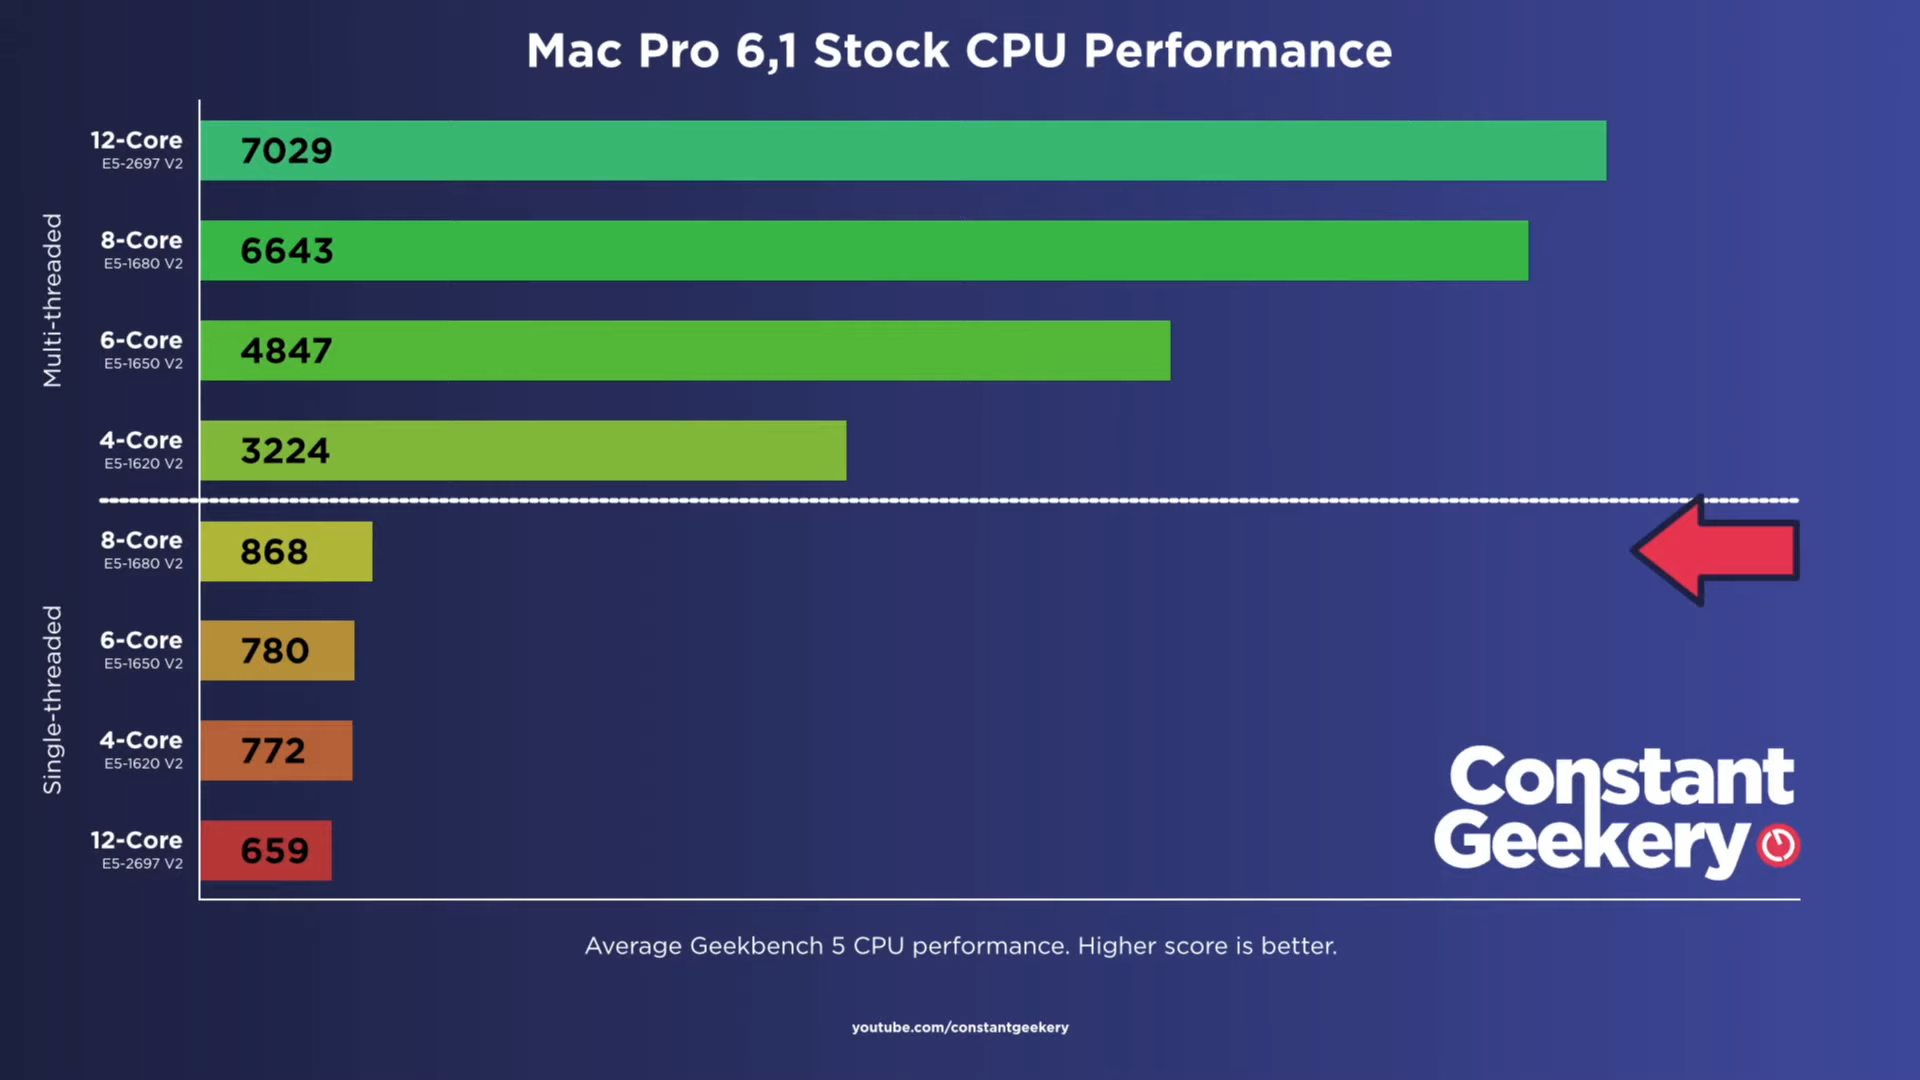 Mac Pro 6,1 Stock CPU Performance
Multi-threaded
12-Core
E5-2697 V2
7029
8-Core
E5-1680 V2
6643
6-Core
E5-1650 V2
4847
4-Core
E5-1620 V2
3224
Single-threaded
8-Core
E5-1680 V2
868
6-Core
E5-1650 V2
780
4-Core
E5-1620 V2
772
12-Core
E5-2697 V2
659
Constant
Geekery
Average Geekbench 5 CPU performance. Higher score is better.
youtube.com/constantgeekery